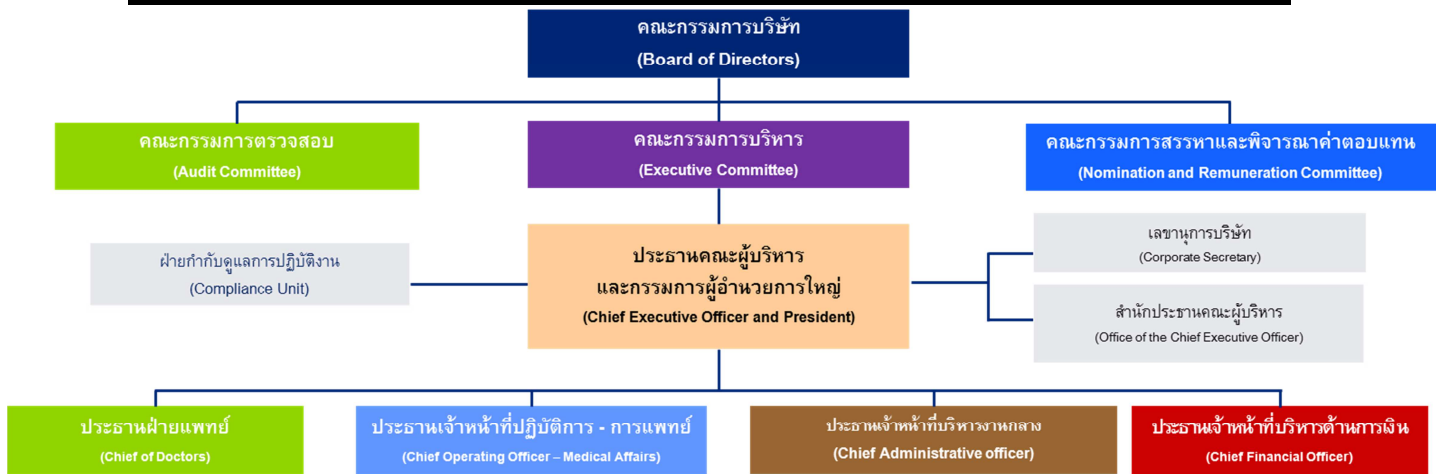 คณะกรรมการบริษัท
(Board of Directors)
คณะกรรมการตรวจสอบ
(Audit Committee)
คณะกรรมการบริหาร
(Executive Committee)
คณะกรรมการสรรหาและพิจารณาค่าตอบแทน
(Nomination and Remuneration Committee)
ฝ่ายกำกับดูแลการปฏิบัติงาน
(Compliance Unit)
ประธานคณะผู้บริหาร
และกรรมการผู้อำนวยการใหญ่
(Chief Executive Officer and President)
เลขานุการบริษัท
(Corporate Secretary)
สำนักประธานคณะผู้บริหาร
(Office of the Chief Executive Officer)
ประธานฝ่ายแพทย์
(Chief of Doctors)
ประธานเจ้าหน้าที่ปฏิบัติการ - การแพทย์
(Chief Operating Officer – Medical Affairs)
ประธานเจ้าหน้าที่บริหารงานกลาง
(Chief Administrative officer)
ประธานเจ้าหน้าที่บริหารด้านการเงิน
(Chief Financial Officer)